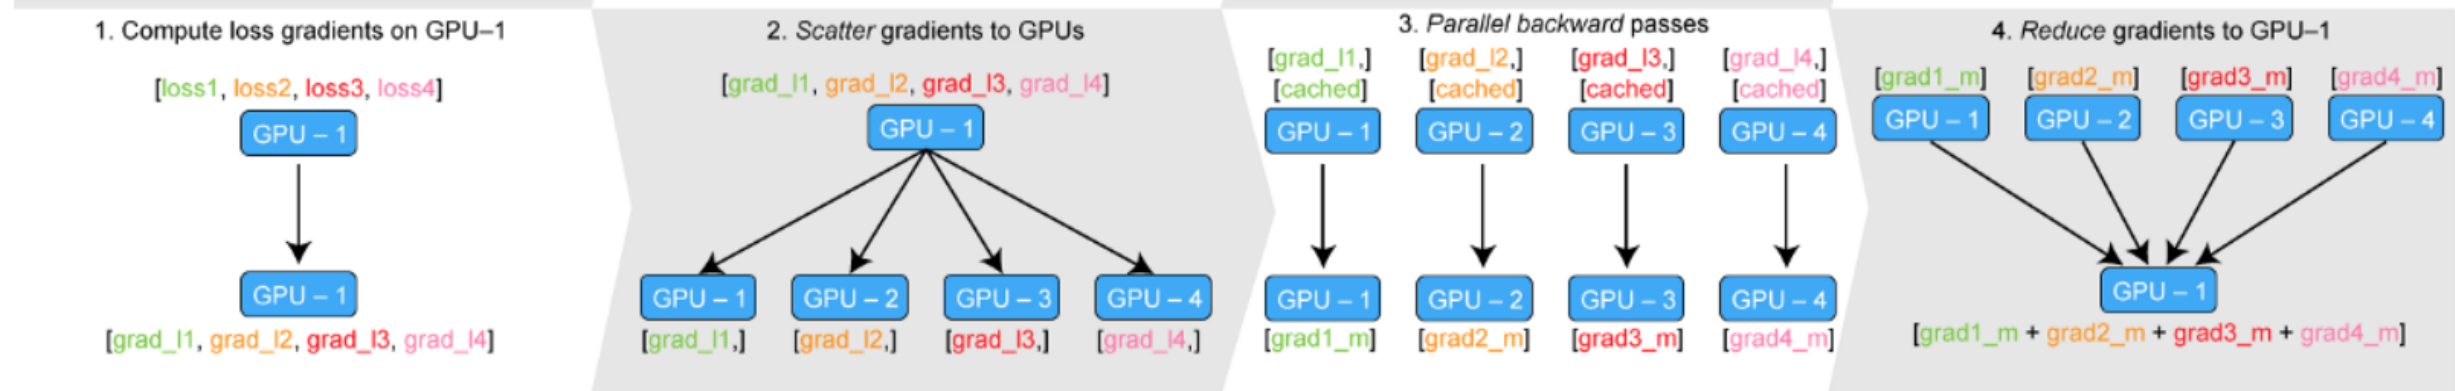 1. Compute loss gradients on GPU–1
[loss1, loss2, loss3, loss4]
GPU – 1
GPU – 1
[grad_l1, grad_l2, grad_l3, grad_l4]
2. Scatter gradients to GPUs
[grad_l1, grad_l2, grad_l3, grad_l4]
GPU – 1
GPU – 1 GPU – 2 GPU – 3 GPU – 4
[grad_l1,] [grad_l2,] [grad_l3,] [grad_l4,]
3. Parallel backward passes
[grad_l1,] [grad_l2,] [grad_l3,] [grad_l4,]
[cached] [cached] [cached] [cached]
GPU – 1 GPU – 2 GPU – 3 GPU – 4
GPU – 1 GPU – 2 GPU – 3 GPU – 4
[grad1_m] [grad2_m] [grad3_m] [grad4_m]
4. Reduce gradients to GPU–1
[grad1_m] [grad2_m] [grad3_m] [grad4_m]
GPU – 1 GPU – 2 GPU – 3 GPU – 4
GPU – 1
[grad1_m + grad2_m + grad3_m + grad4_m]